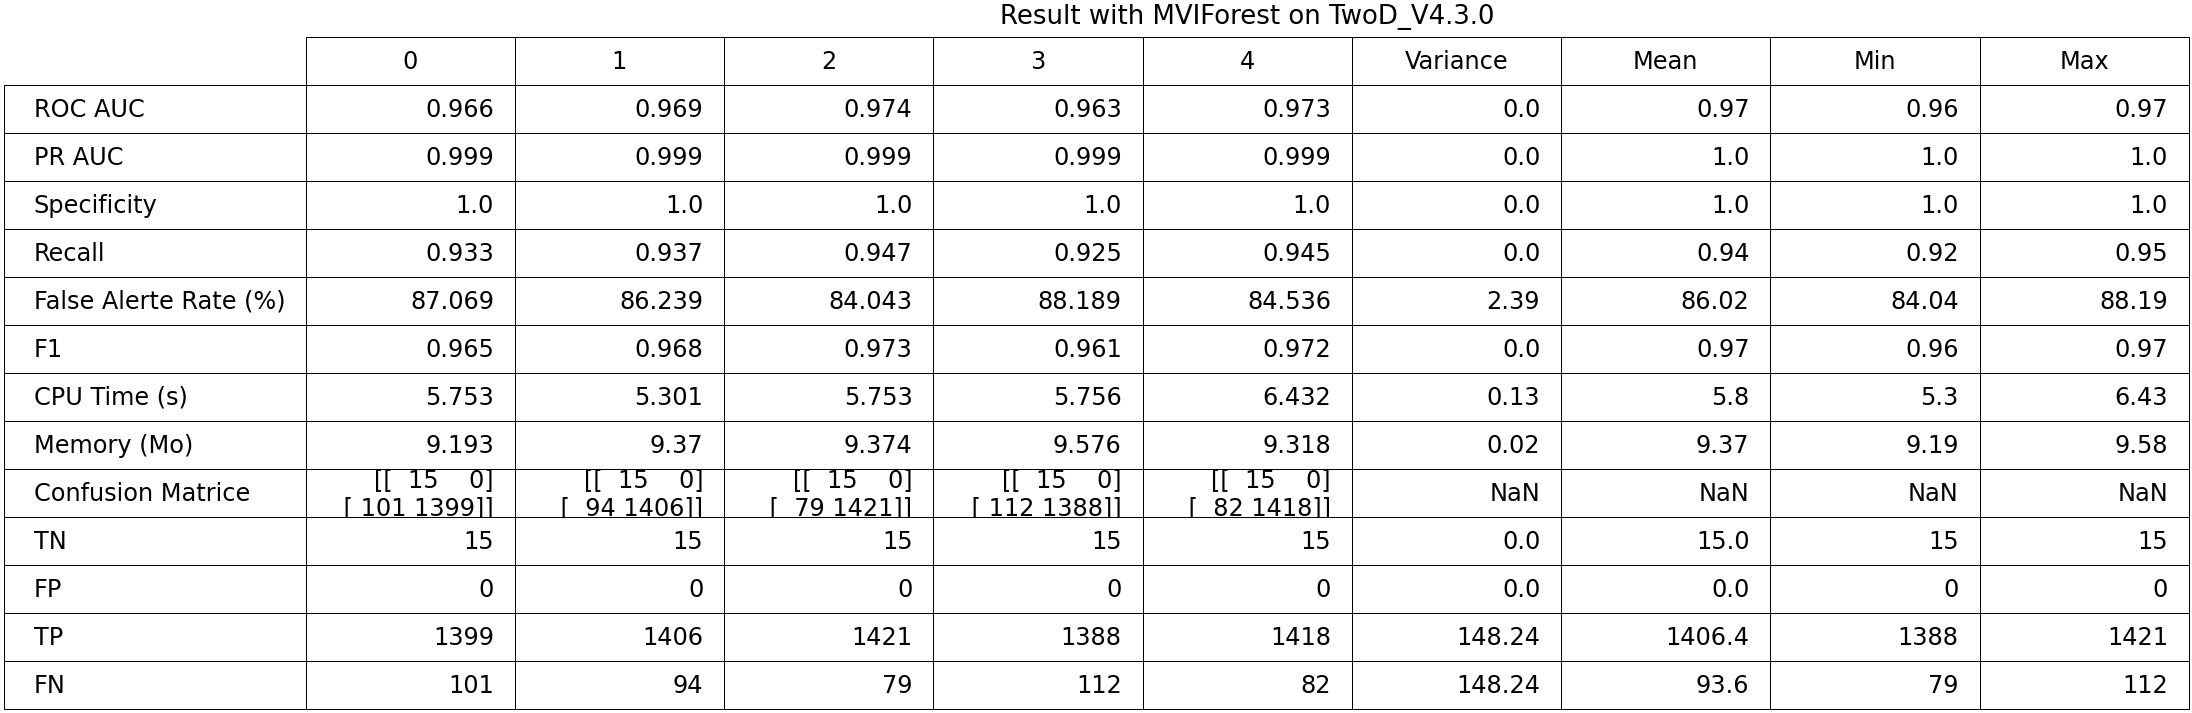 Result with MVIForest on TwoD_V4.3.0
0 1 2 3 4 Variance Mean Min Max
ROC AUC 0.966 0.969 0.974 0.963 0.973 0.0 0.97 0.96 0.97
PR AUC 0.999 0.999 0.999 0.999 0.999 0.0 1.0 1.0 1.0
Specificity 1.0 1.0 1.0 1.0 1.0 0.0 1.0 1.0 1.0
Recall 0.933 0.937 0.947 0.925 0.945 0.0 0.94 0.92 0.95
False Alerte Rate (%) 87.069 86.239 84.043 88.189 84.536 2.39 86.02 84.04 88.19
F1 0.965 0.968 0.973 0.961 0.972 0.0 0.97 0.96 0.97
CPU Time (s) 5.753 5.301 5.753 5.756 6.432 0.13 5.8 5.3 6.43
Memory (Mo) 9.193 9.37 9.374 9.576 9.318 0.02 9.37 9.19 9.58
[[ 15 0] [[ 15 0] [[ 15 0] [[ 15 0] [[ 15 0]
Confusion Matrice NaN NaN NaN NaN
[ 101 1399]] [ 94 1406]] [ 79 1421]] [ 112 1388]] [ 82 1418]]
TN 15 15 15 15 15 0.0 15.0 15 15
FP 0 0 0 0 0 0.0 0.0 0 0
TP 1399 1406 1421 1388 1418 148.24 1406.4 1388 1421
FN 101 94 79 112 82 148.24 93.6 79 112